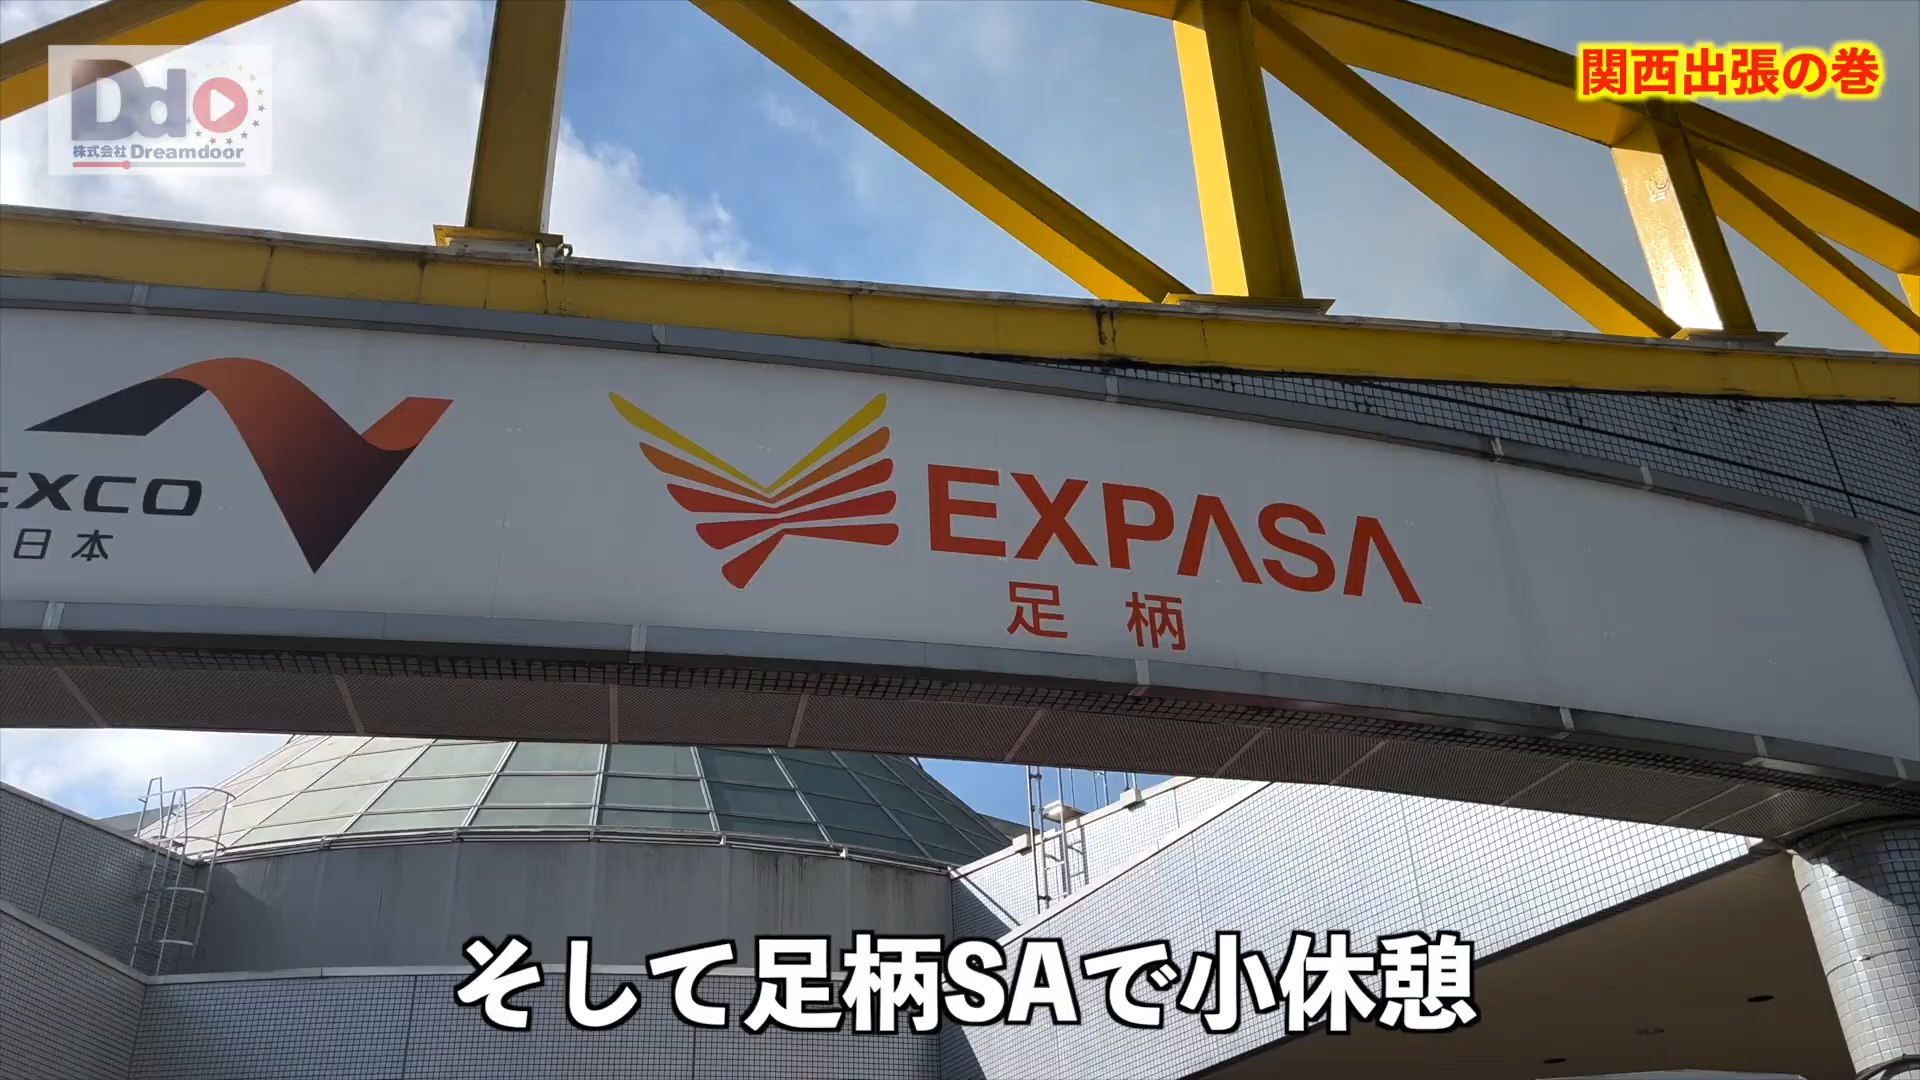 Ddo
株式会社 Dreamdoor
関西出張の巻
EXCO
日本
EXPASA
足柄
そして足柄SAで小休憩